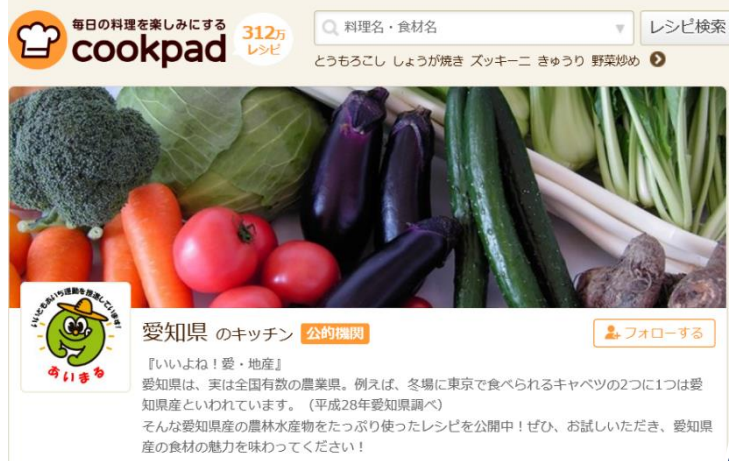 毎日の料理を楽しみにする
cookpad
312万
レシピ
料理名・食材名
レシピ検索
とうもろこし しょうが焼き ズッキーニ きゅうり 野菜炒め
いいともあいち運動を推進しています!
あいまる
愛知県 のキッチン 公的機関
フォローする
『いいよね！愛・地産』
愛知県は、実は全国有数の農業県。例えば、冬場に東京で食べられるキャベツの2つに1つは愛
知県産といわれています。（平成28年愛知県調べ）
そんな愛知県産の農林水産物をたっぷり使ったレシピを公開中！ぜひ、お試しいただき、愛知県
産の食材の魅力を味わってください！